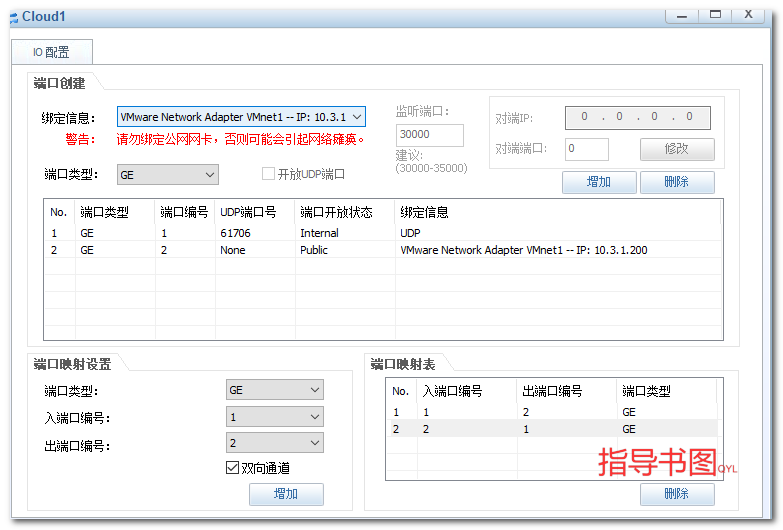 Cloud1
IO 配置
端口创建
绑定信息: VMware Network Adapter VMnet1 -- IP: 10.3.1
警告: 请勿绑定公网网卡，否则可能会引起网络瘫痪。
端口类型: GE 开放UDP端口
监听端口:
30000
建议:
(30000-35000)
对端IP: 0 . 0 . 0 . 0
对端端口: 0 修改
增加 删除
No. 端口类型 端口编号 UDP端口号 端口开放状态 绑定信息
1 GE 1 61706 Internal UDP
2 GE 2 None Public VMware Network Adapter VMnet1 -- IP: 10.3.1.200
端口映射设置
端口类型: GE
入端口编号: 1
出端口编号: 2
双向通道
增加
端口映射表
No. 入端口编号 出端口编号 端口类型
1 1 2 GE
2 2 1 GE
指导书图QYL
删除